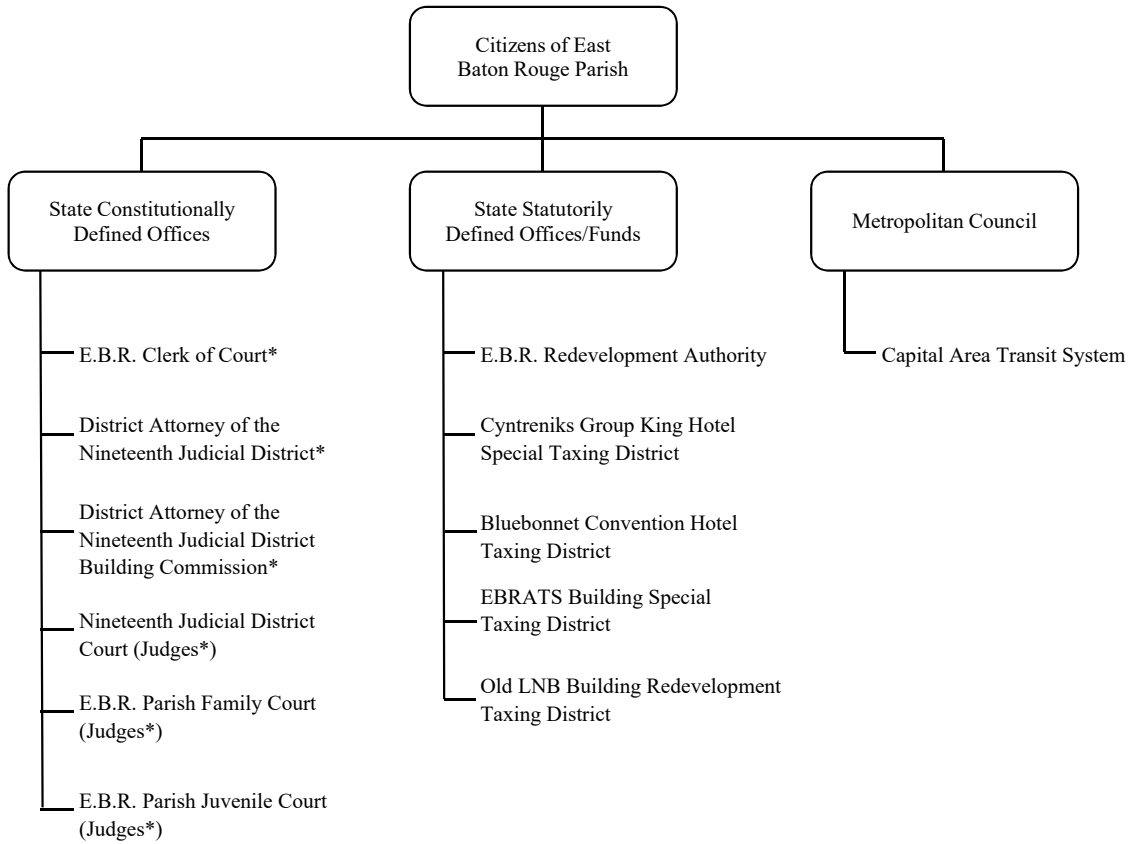 Citizens of East
Baton Rouge Parish
State Constitutionally
Defined Offices
State Statutorily
Defined Offices/Funds
Metropolitan Council
E.B.R. Clerk of Court*
District Attorney of the
Nineteenth Judicial District*
District Attorney of the
Nineteenth Judicial District
Building Commission*
Nineteenth Judicial District
Court (Judges*)
E.B.R. Parish Family Court
(Judges*)
E.B.R. Parish Juvenile Court
(Judges*)
E.B.R. Redevelopment Authority
Cyntreniks Group King Hotel
Special Taxing District
Bluebonnet Convention Hotel
Taxing District
EBRATS Building Special
Taxing District
Old LNB Building Redevelopment
Taxing District
Capital Area Transit System